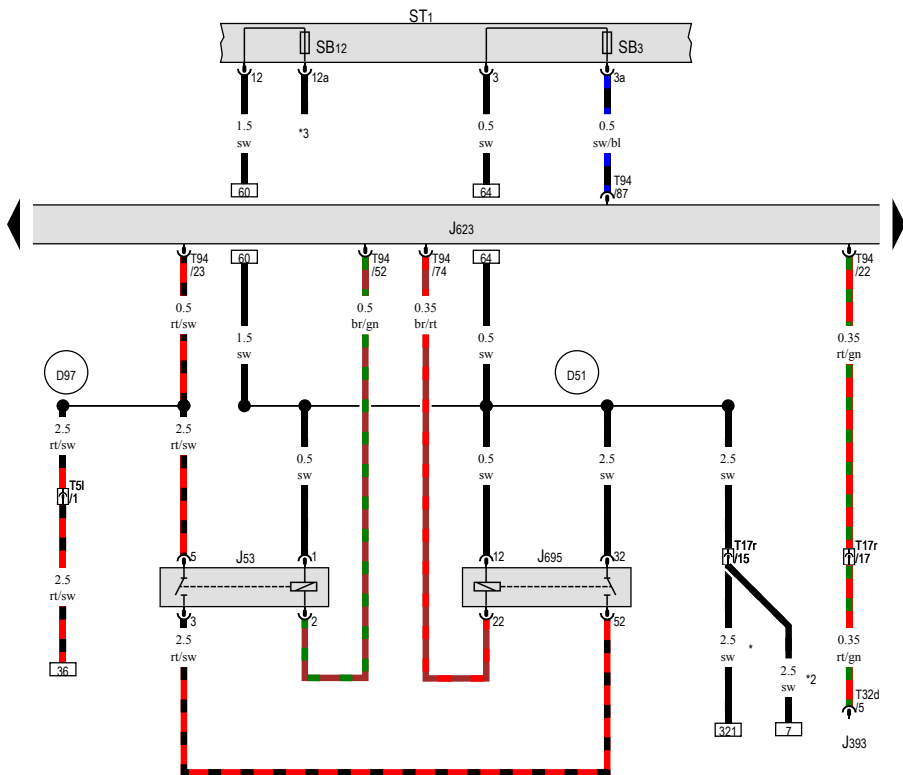 ST1
SB12
SB3
12
12a
3
3a
1.5
sw
*3
0.5
sw
0.5
sw/bl
60
64
T94
/87
J623
T94
/23
60
T94
/52
T94
/74
64
T94
/22
0.5
rt/sw
1.5
sw
0.5
br/gn
0.35
br/rt
0.5
sw
0.35
rt/gn
D97
D51
2.5
rt/sw
2.5
rt/sw
0.5
sw
0.5
sw
2.5
sw
2.5
sw
T5l
/1
5
J53
1
12
J695
32
T17r
/15
T17r
/17
2.5
rt/sw
3
2
22
52
2.5
rt/sw
2.5
sw
*
2.5
sw
*2
0.35
rt/gn
36
321
7
T32d
/5
J393